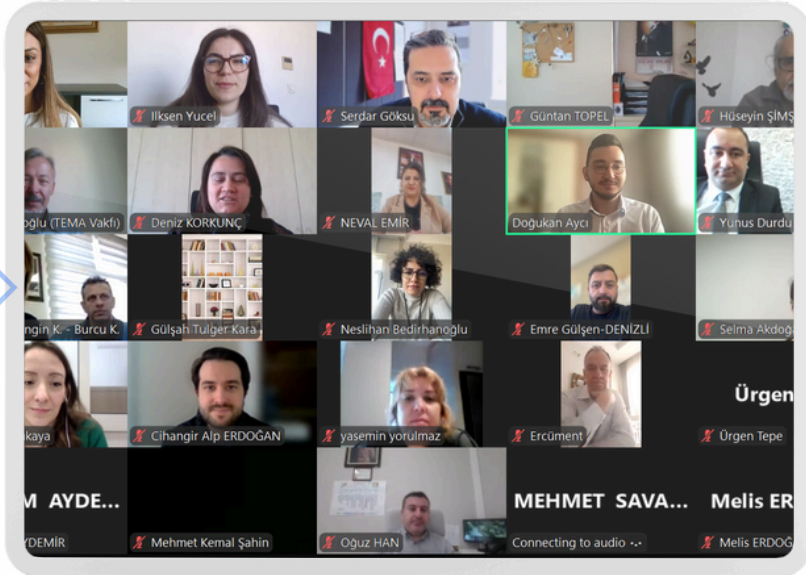 Ilksen Yucel
Serdar Göksu
Güntan TOPEL
Hüseyin ŞİMŞ
oğlu (TEMA Vakfı)
Deniz KORKUNÇ
NEVAL EMİR
Doğukan Aycı
Yunus Durdu
ngin K. - Burcu K.
Gülşah Tulğer Kara
Neslihan Bedirhanoğlu
Emre Gülşen-DENİZLİ
Selma Akdoğa
kaya
Cihangir Alp ERDOĞAN
yasemin yorulmaz
Ercüment
Ürgen
Ürgen Tepe
M AYDE...
MEHMET SAVA...
Melis ER
YDEMİR
Mehmet Kemal Şahin
Oğuz HAN
Connecting to audio
Melis ERDOĞ